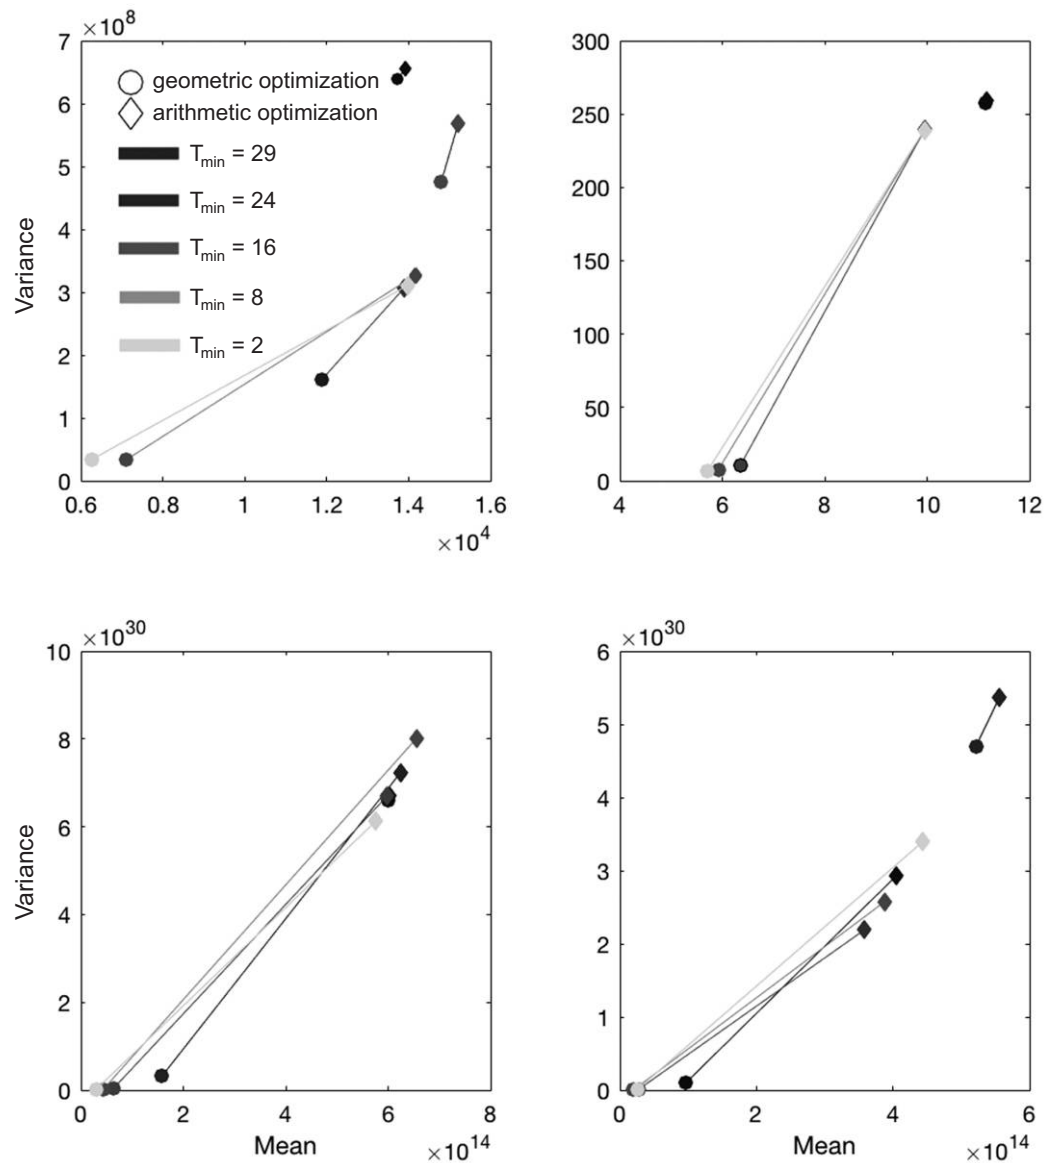 ×10^8
7
6
5
4
3
2
1
0
Variance
geometric optimization
arithmetic optimization
T_min = 29
T_min = 24
T_min = 16
T_min = 8
T_min = 2
0.6 0.8 1 1.2 1.4 1.6
×10^4
300
250
200
150
100
50
0
4 6 8 10 12
×10^30
10
8
6
4
2
0
Variance
0 2 4 6 8
Mean
×10^14
×10^30
6
5
4
3
2
1
0
0 2 4 6
Mean
×10^14